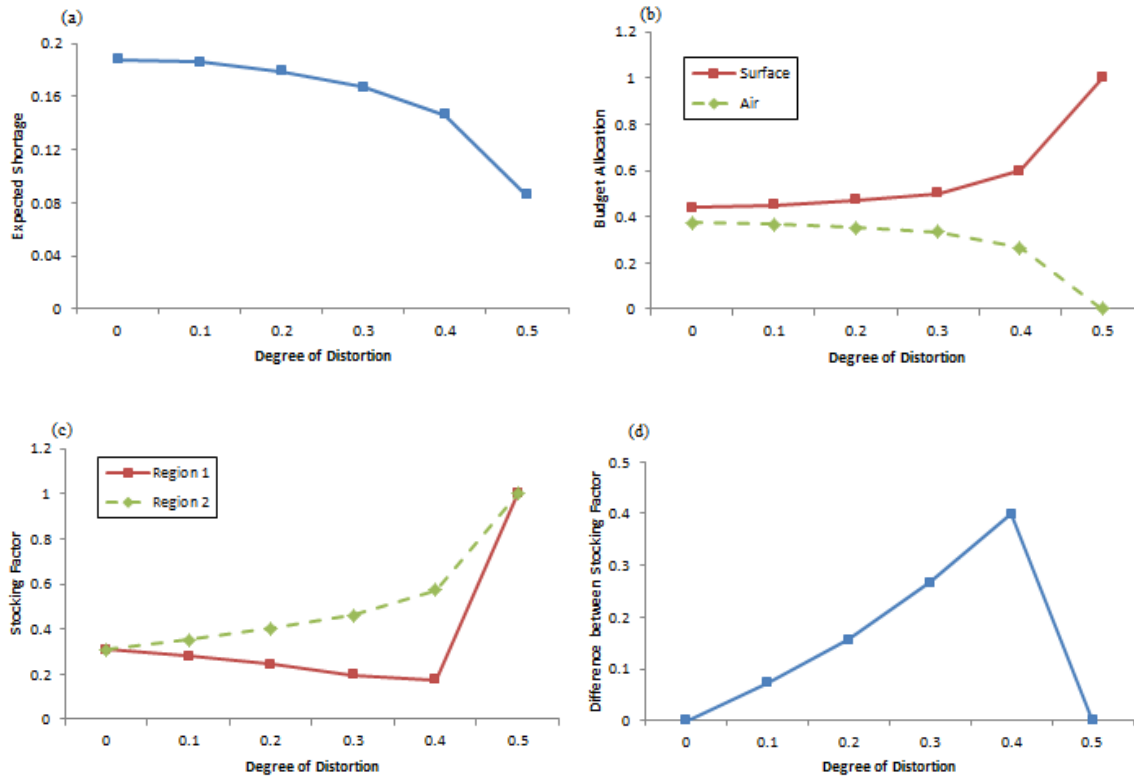 (a)
0.2
0.16
0.12
0.08
0.04
0
Expected Shortage
0 0.1 0.2 0.3 0.4 0.5
Degree of Distortion
(b)
1.2
1
0.8
0.6
0.4
0.2
0
Budget Allocation
Surface
Air
0 0.1 0.2 0.3 0.4 0.5
Degree of Distortion
(c)
1.2
1
0.8
0.6
0.4
0.2
0
Stocking Factor
Region 1
Region 2
0 0.1 0.2 0.3 0.4 0.5
Degree of Distortion
(d)
0.5
0.4
0.3
0.2
0.1
0
Difference between Stocking Factor
0 0.1 0.2 0.3 0.4 0.5
Degree of Distortion